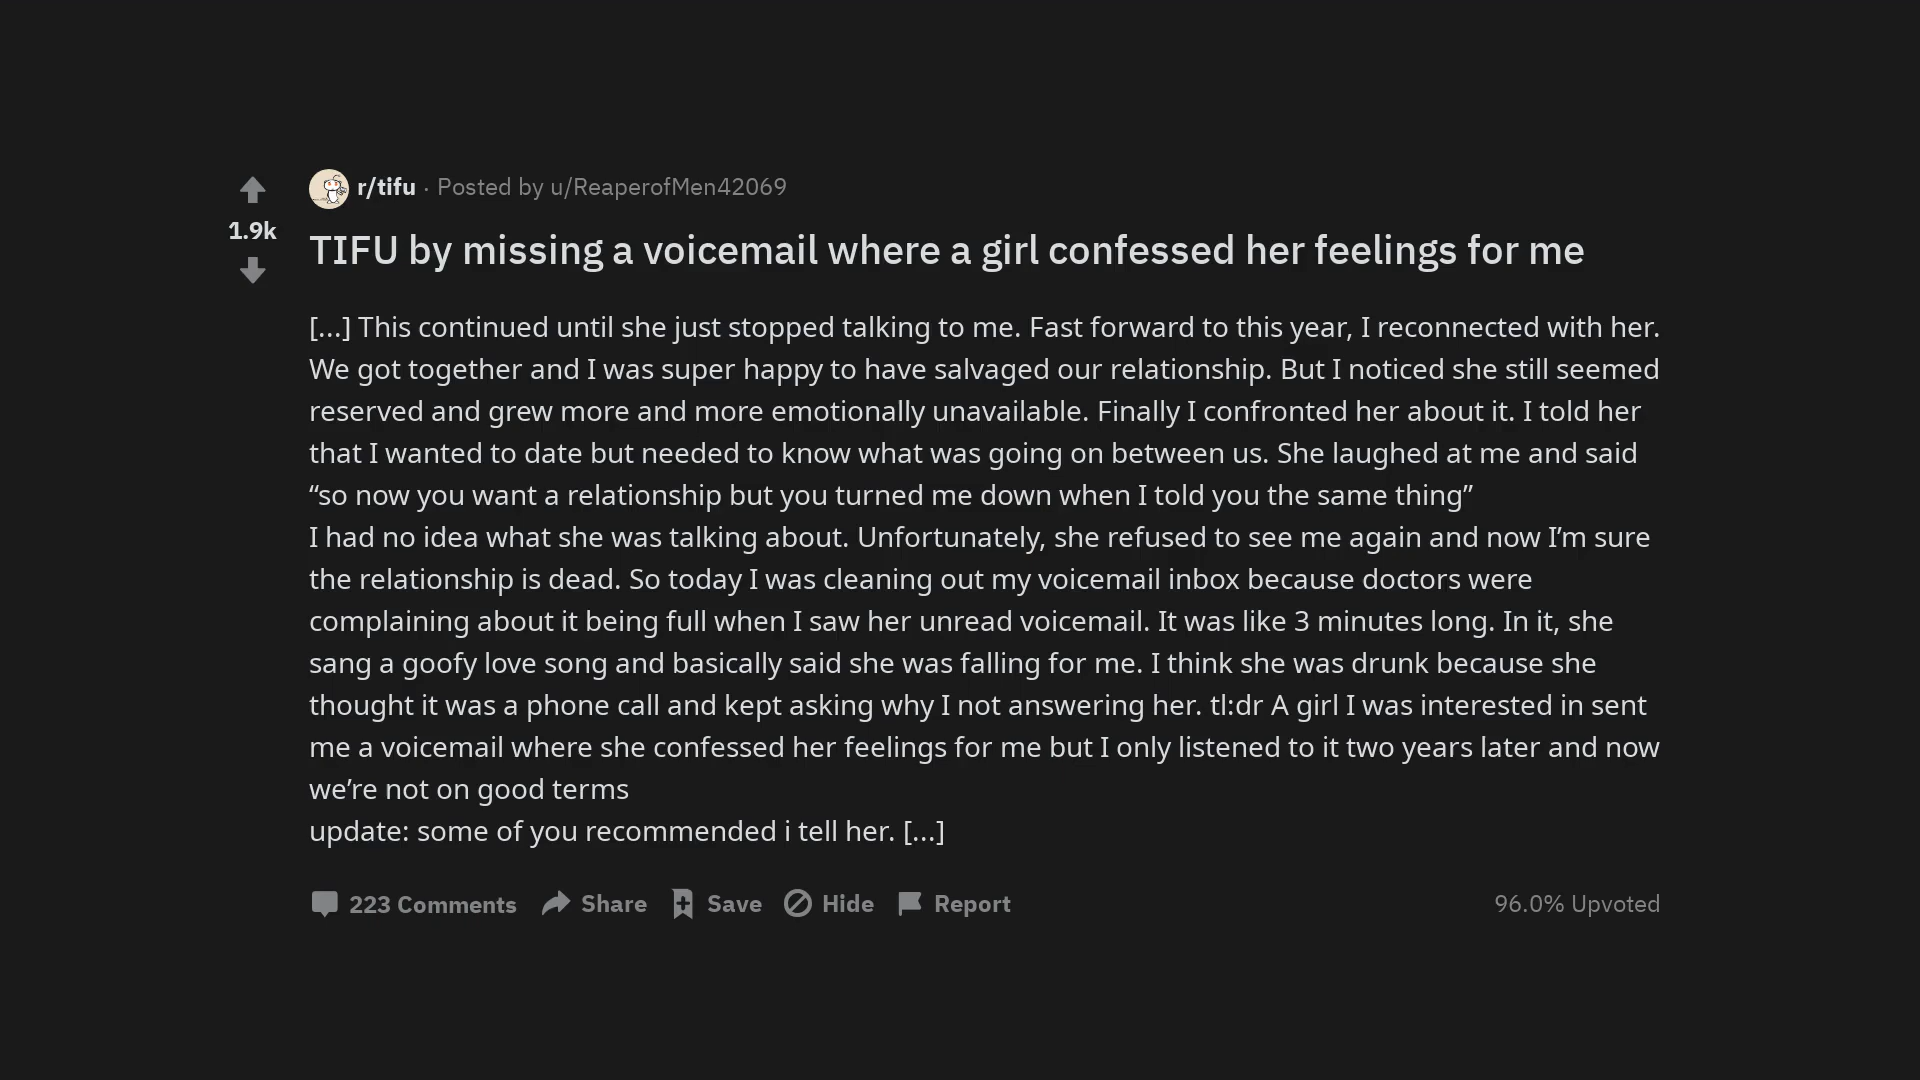 r/tifu · Posted by u/ReaperofMen42069
1.9k
TIFU by missing a voicemail where a girl confessed her feelings for me
[...] This continued until she just stopped talking to me. Fast forward to this year, I reconnected with her.
We got together and I was super happy to have salvaged our relationship. But I noticed she still seemed
reserved and grew more and more emotionally unavailable. Finally I confronted her about it. I told her
that I wanted to date but needed to know what was going on between us. She laughed at me and said
“so now you want a relationship but you turned me down when I told you the same thing”
I had no idea what she was talking about. Unfortunately, she refused to see me again and now I’m sure
the relationship is dead. So today I was cleaning out my voicemail inbox because doctors were
complaining about it being full when I saw her unread voicemail. It was like 3 minutes long. In it, she
sang a goofy love song and basically said she was falling for me. I think she was drunk because she
thought it was a phone call and kept asking why I not answering her. tl:dr A girl I was interested in sent
me a voicemail where she confessed her feelings for me but I only listened to it two years later and now
we’re not on good terms
update: some of you recommended i tell her. [...]
223 Comments Share Save Hide Report 96.0% Upvoted